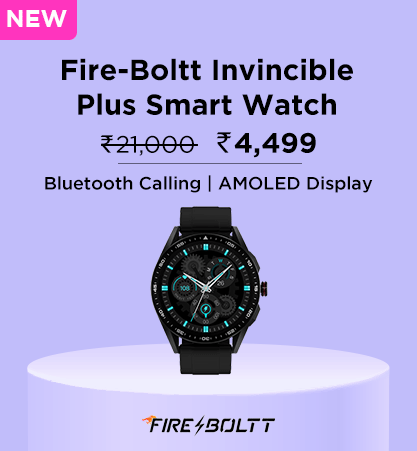 NEW
Fire-Boltt Invincible
Plus Smart Watch
₹21,000 ₹4,499
Bluetooth Calling | AMOLED Display
FIRE BOLTT